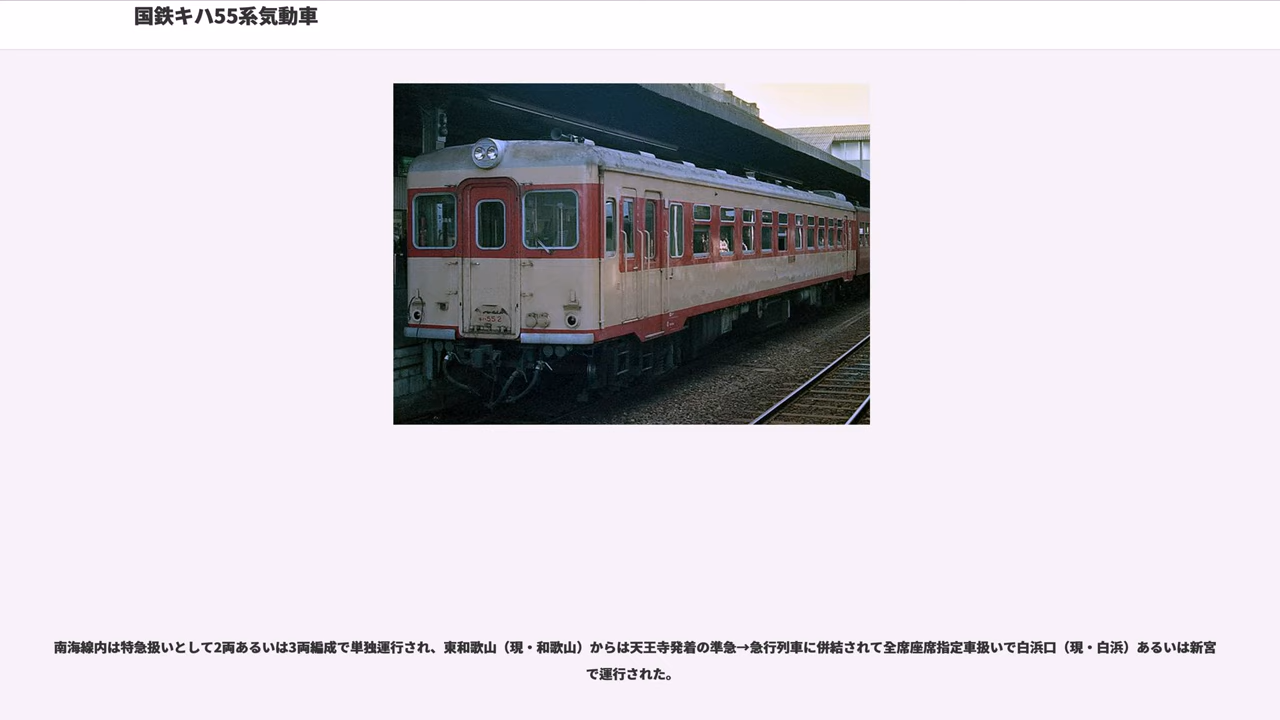 国鉄キハ55系気動車
キハ55 2
南海線内は特急扱いとして2両あるいは3両編成で単独運行され、東和歌山（現・和歌山）からは天王寺発着の準急→急行列車に併結されて全席座席指定車扱いで白浜口（現・白浜）あるいは新宮
で運行された。